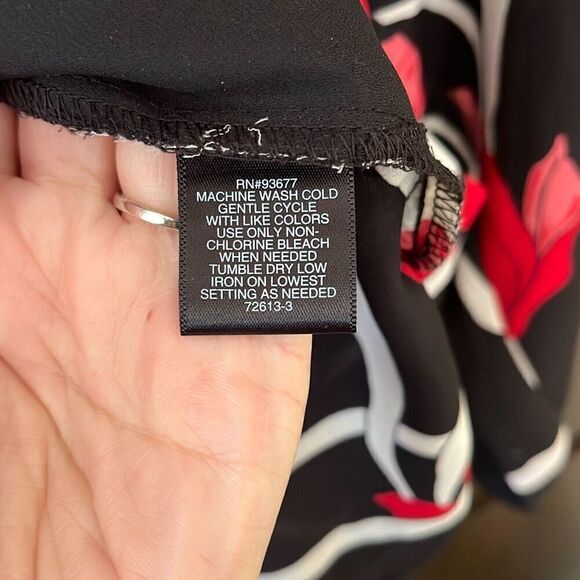 RN#93677
MACHINE WASH COLD
GENTLE CYCLE
WITH LIKE COLORS
USE ONLY NON-
CHLORINE BLEACH
WHEN NEEDED
TUMBLE DRY LOW
IRON ON LOWEST
SETTING AS NEEDED
72613-3